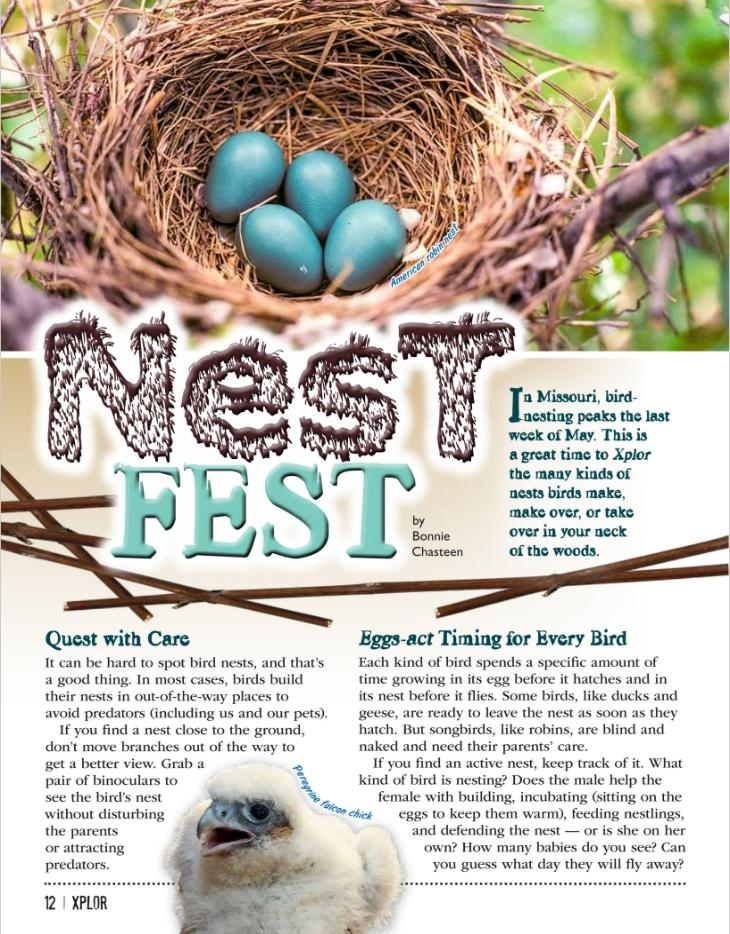 American robin nest
Nest
FEST
by
Bonnie
Chasteen
In Missouri, bird-
nesting peaks the last
week of May. This is
a great time to Xplor
the many kinds of
nests birds make,
make over, or take
over in your neck
of the woods.
Quest with Care
It can be hard to spot bird nests, and that's
a good thing. In most cases, birds build
their nests in out-of-the-way places to
avoid predators (including us and our pets).
If you find a nest close to the ground,
don't move branches out of the way to
get a better view. Grab a
pair of binoculars to
see the bird's nest
without disturbing
the parents
or attracting
predators.
Peregrine falcon chick
Eggs-act Timing for Every Bird
Each kind of bird spends a specific amount of
time growing in its egg before it hatches and in
its nest before it flies. Some birds, like ducks and
geese, are ready to leave the nest as soon as they
hatch. But songbirds, like robins, are blind and
naked and need their parents' care.
If you find an active nest, keep track of it. What
kind of bird is nesting? Does the male help the
female with building, incubating (sitting on the
eggs to keep them warm), feeding nestlings,
and defending the nest — or is she on her
own? How many babies do you see? Can
you guess what day they will fly away?
12 | XPLOR